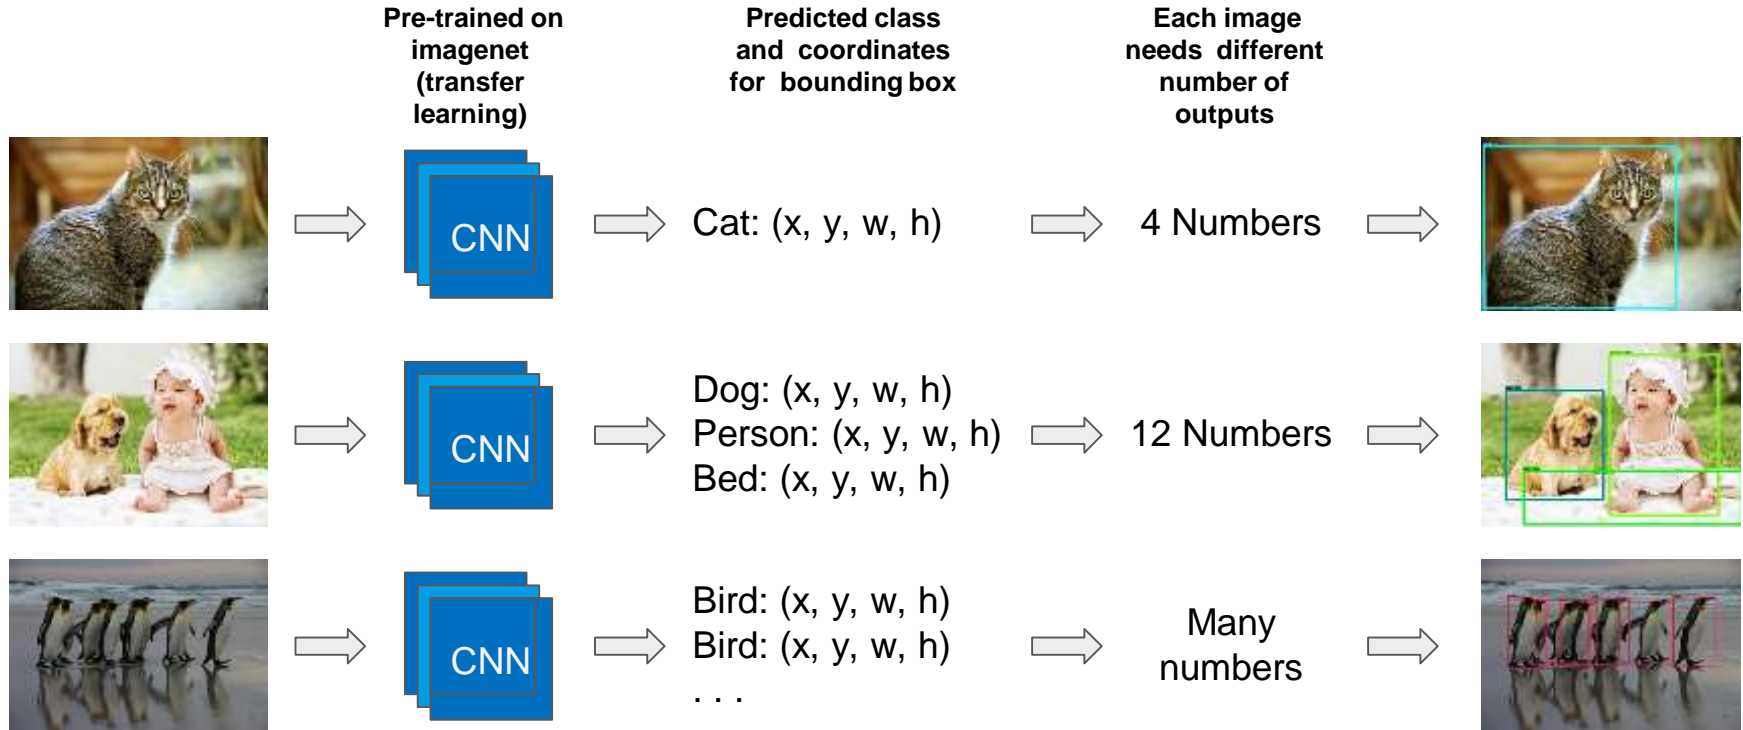 Pre-trained on
imagenet
(transfer
learning)
Predicted class
and coordinates
for bounding box
Each image
needs different
number of
outputs
CNN
Cat: (x, y, w, h)
4 Numbers
CNN
Dog: (x, y, w, h)
Person: (x, y, w, h)
Bed: (x, y, w, h)
12 Numbers
CNN
Bird: (x, y, w, h)
Bird: (x, y, w, h)
. . .
Many
numbers